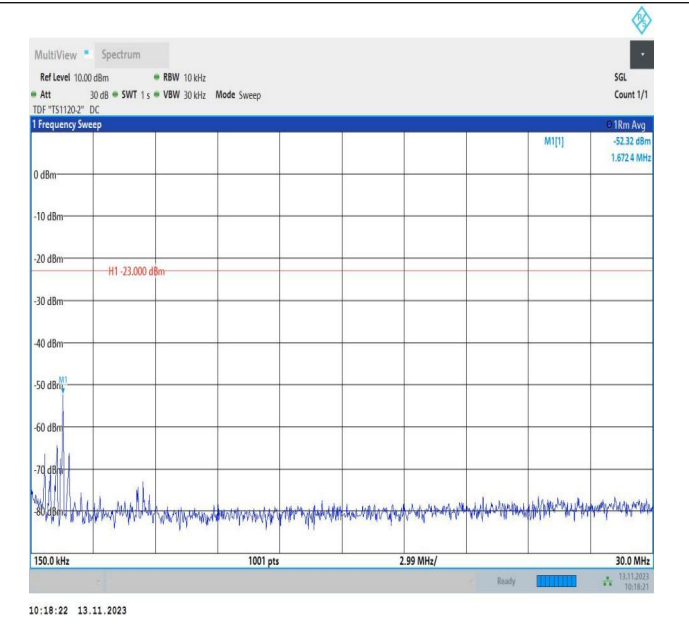 R&S
MultiView Spectrum
Ref Level 10.00 dBm RBW 10 kHz SGL
Att 30 dB SWT 1 s VBW 30 kHz Mode Sweep Count 1/1
TDF "TS1120-2" DC
1 Frequency Sweep 1Rm Avg
M1[1] -52.32 dBm
1.672 4 MHz
0 dBm
-10 dBm
-20 dBm
H1 -23.000 dBm
-30 dBm
-40 dBm
M1
-50 dBm
-60 dBm
-70 dBm
-80 dBm
150.0 kHz 1001 pts 2.99 MHz/ 30.0 MHz
Ready 13.11.2023
10:18:21
10:18:22 13.11.2023